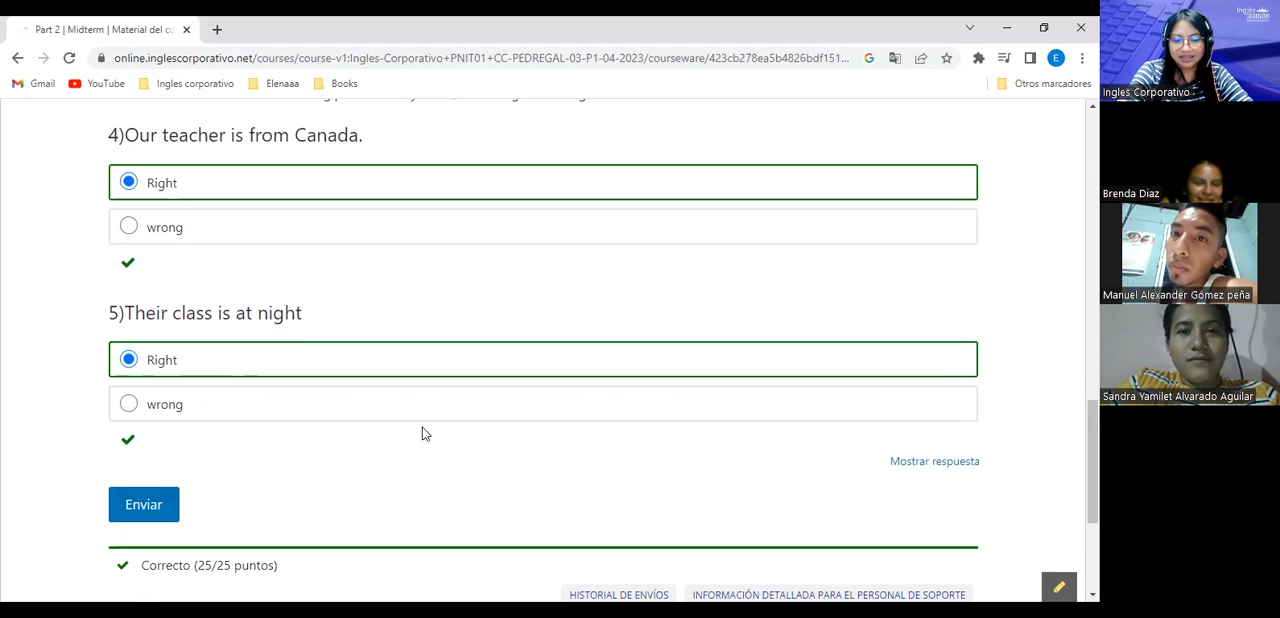 Part 2 | Midterm | Material del cu
online.inglescorporativo.net/courses/course-v1:Ingles-Corporativo+PNIT01+CC-PEDREGAL-03-P1-04-2023/courseware/423cb278ea5b4826bdf151...
E
Gmail
YouTube
Ingles corporativo
Elenaaa
Books
Otros marcadores
4)Our teacher is from Canada.
Right
wrong
5)Their class is at night
Right
wrong
Mostrar respuesta
Enviar
Correcto (25/25 puntos)
HISTORIAL DE ENVÍOS
INFORMACIÓN DETALLADA PARA EL PERSONAL DE SOPORTE
Ingles Corporativo
Brenda Diaz
Manuel Alexander Gómez peña
Sandra Yamilet Alvarado Aguilar